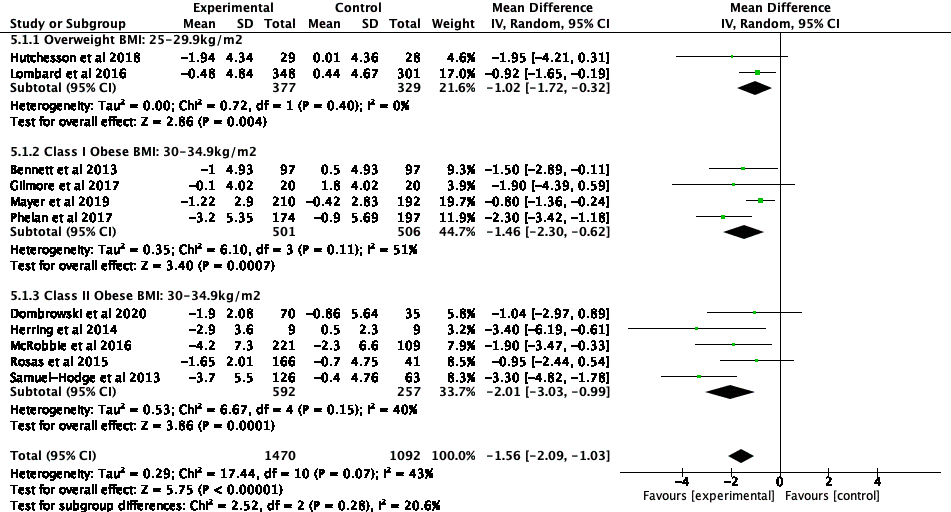 Experimental Control Mean Difference Mean Difference
Study or Subgroup Mean SD Total Mean SD Total Weight IV, Random, 95% CI IV, Random, 95% CI
5.1.1 Overweight BMI: 25-29.9kg/m2
Hutchesson et al 2018 −1.94 4.34 29 0.01 4.36 28 4.6% −1.95 [−4.21, 0.31]
Lombard et al 2016 −0.48 4.84 348 0.44 4.67 301 17.0% −0.92 [−1.65, −0.19]
Subtotal (95% CI) 377 329 21.6% −1.02 [−1.72, −0.32]
Heterogeneity: Tau² = 0.00; Chi² = 0.72, df = 1 (P = 0.40); I² = 0%
Test for overall effect: Z = 2.86 (P = 0.004)
5.1.2 Class I Obese BMI: 30-34.9kg/m2
Bennett et al 2013 −1 4.93 97 0.5 4.93 97 9.3% −1.50 [−2.89, −0.11]
Gilmore et al 2017 −0.1 4.02 20 1.8 4.02 20 3.9% −1.90 [−4.39, 0.59]
Mayer et al 2019 −1.22 2.9 210 −0.42 2.83 192 19.7% −0.80 [−1.36, −0.24]
Phelan et al 2017 −3.2 5.35 174 −0.9 5.69 197 11.9% −2.30 [−3.42, −1.18]
Subtotal (95% CI) 501 506 44.7% −1.46 [−2.30, −0.62]
Heterogeneity: Tau² = 0.35; Chi² = 6.10, df = 3 (P = 0.11); I² = 51%
Test for overall effect: Z = 3.40 (P = 0.0007)
5.1.3 Class II Obese BMI: 30-34.9kg/m2
Dombrowski et al 2020 −1.9 2.08 70 −0.86 5.64 35 5.9% −1.04 [−2.97, 0.89]
Herring et al 2014 −2.9 3.6 9 0.5 2.3 9 3.2% −3.40 [−6.19, −0.61]
McRobbie et al 2016 −4.2 7.3 221 −2.3 6.6 109 7.9% −1.90 [−3.47, −0.33]
Rosas et al 2015 −1.65 2.01 166 −0.7 4.75 41 8.5% −0.95 [−2.44, 0.54]
Samuel-Hodge et al 2013 −3.7 5.5 126 −0.4 4.76 63 8.3% −3.30 [−4.82, −1.78]
Subtotal (95% CI) 592 257 33.7% −2.01 [−3.03, −0.99]
Heterogeneity: Tau² = 0.53; Chi² = 6.67, df = 4 (P = 0.15); I² = 40%
Test for overall effect: Z = 3.86 (P = 0.0001)
Total (95% CI) 1470 1092 100.0% −1.56 [−2.09, −1.03]
Heterogeneity: Tau² = 0.29; Chi² = 17.44, df = 10 (P = 0.07); I² = 43%
Test for overall effect: Z = 5.75 (P < 0.00001)
Test for subgroup differences: Chi² = 2.52, df = 2 (P = 0.28), I² = 20.6%
−4 −2 0 2 4
Favours [experimental] Favours [control]